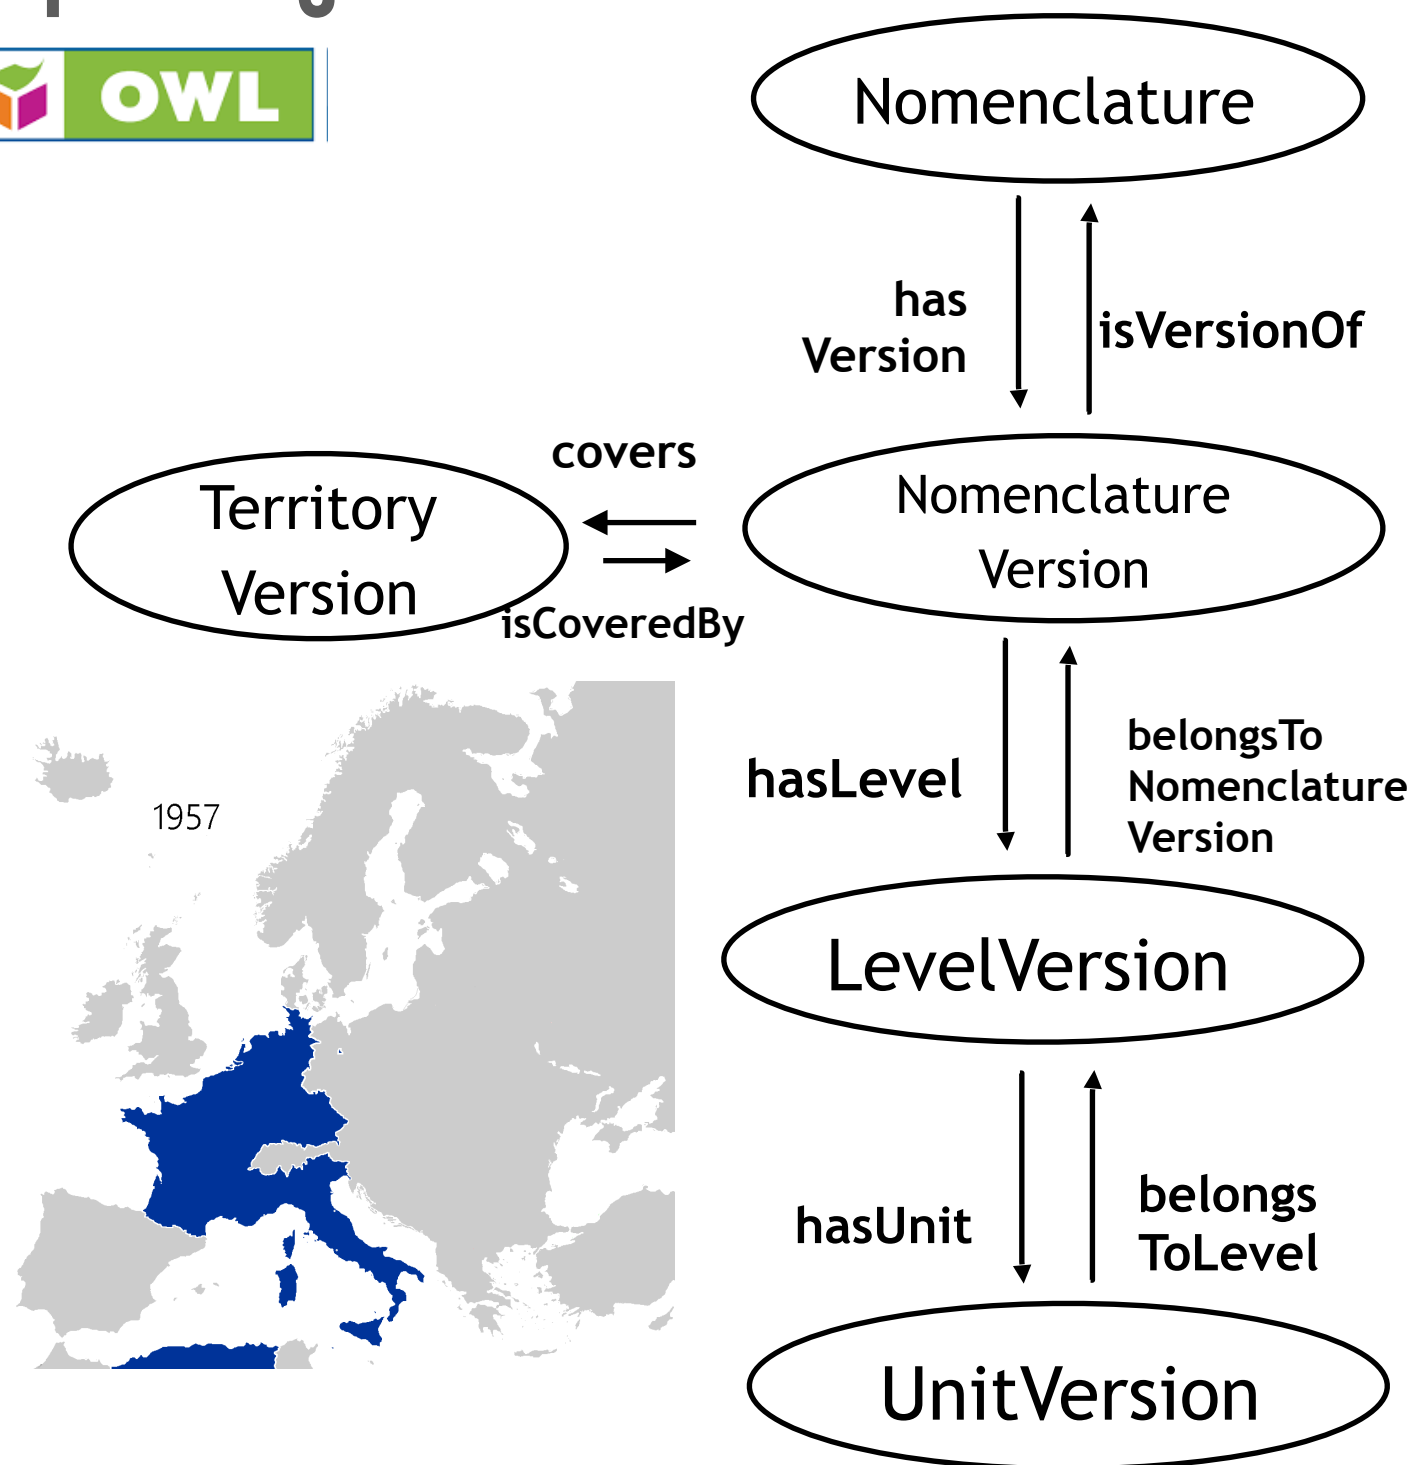 OWL
Nomenclature
has
Version
isVersionOf
covers
Territory
Version
isCoveredBy
Nomenclature
Version
hasLevel
belongsTo
Nomenclature
Version
1957
LevelVersion
hasUnit
belongs
ToLevel
UnitVersion